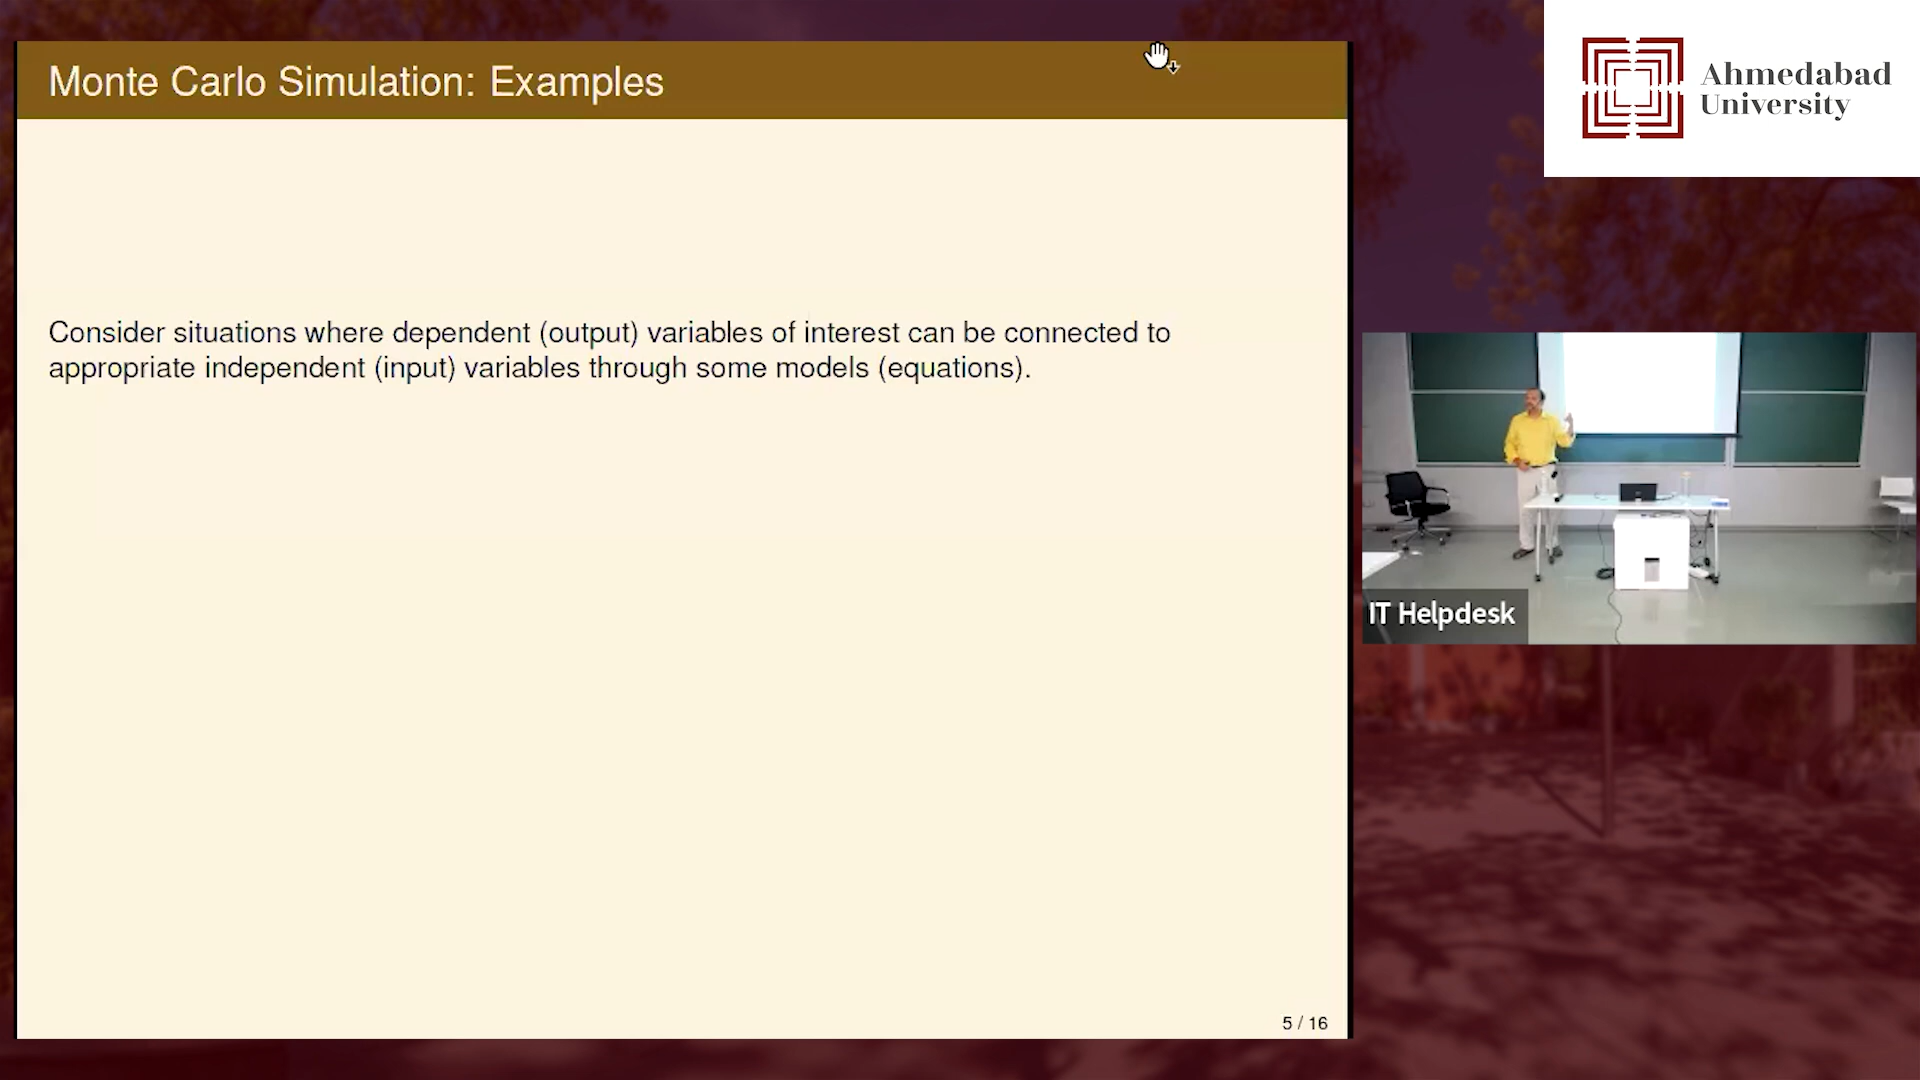 Monte Carlo Simulation: Examples
Consider situations where dependent (output) variables of interest can be connected to
appropriate independent (input) variables through some models (equations).
5 / 16
Ahmedabad
University
IT Helpdesk